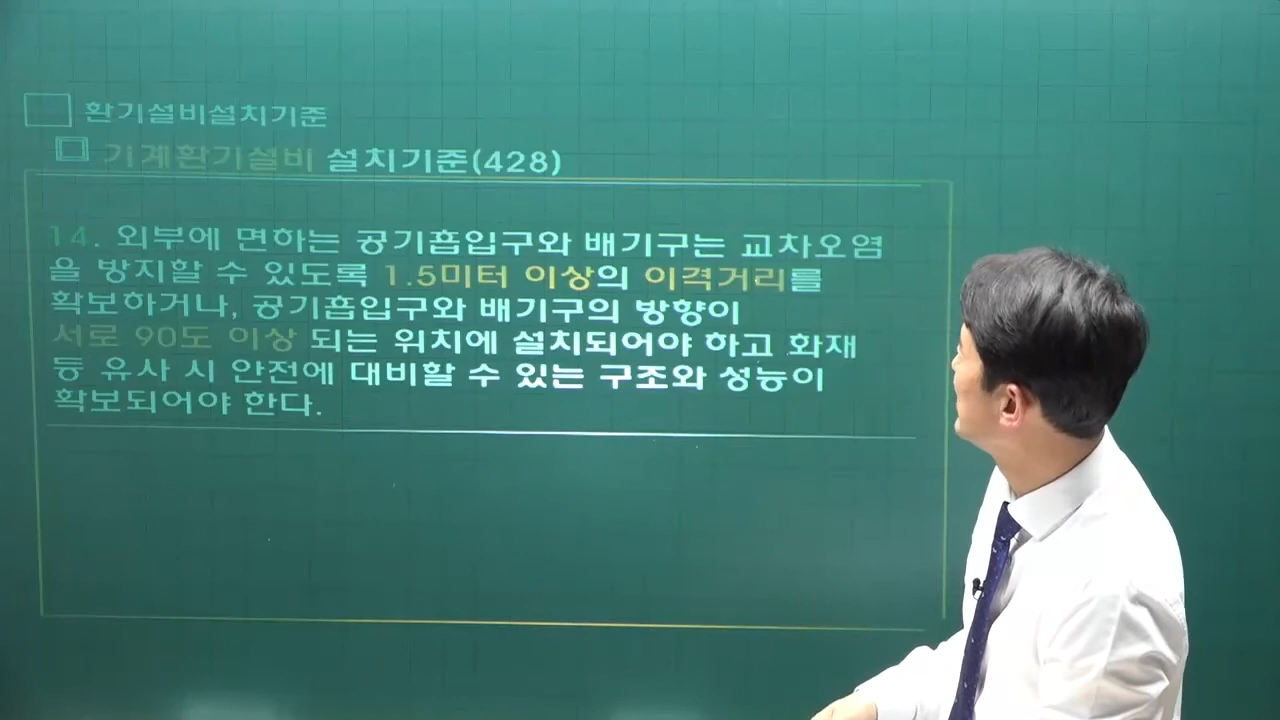 환기설비설치기준
기계환기설비 설치기준(428)
14. 외부에 면하는 공기흡입구와 배기구는 교차오염
을 방지할 수 있도록 1.5미터 이상의 이격거리를
확보하거나, 공기흡입구와 배기구의 방향이
서로 90도 이상 되는 위치에 설치되어야 하고 화재
등 유사 시 안전에 대비할 수 있는 구조와 성능이
확보되어야 한다.